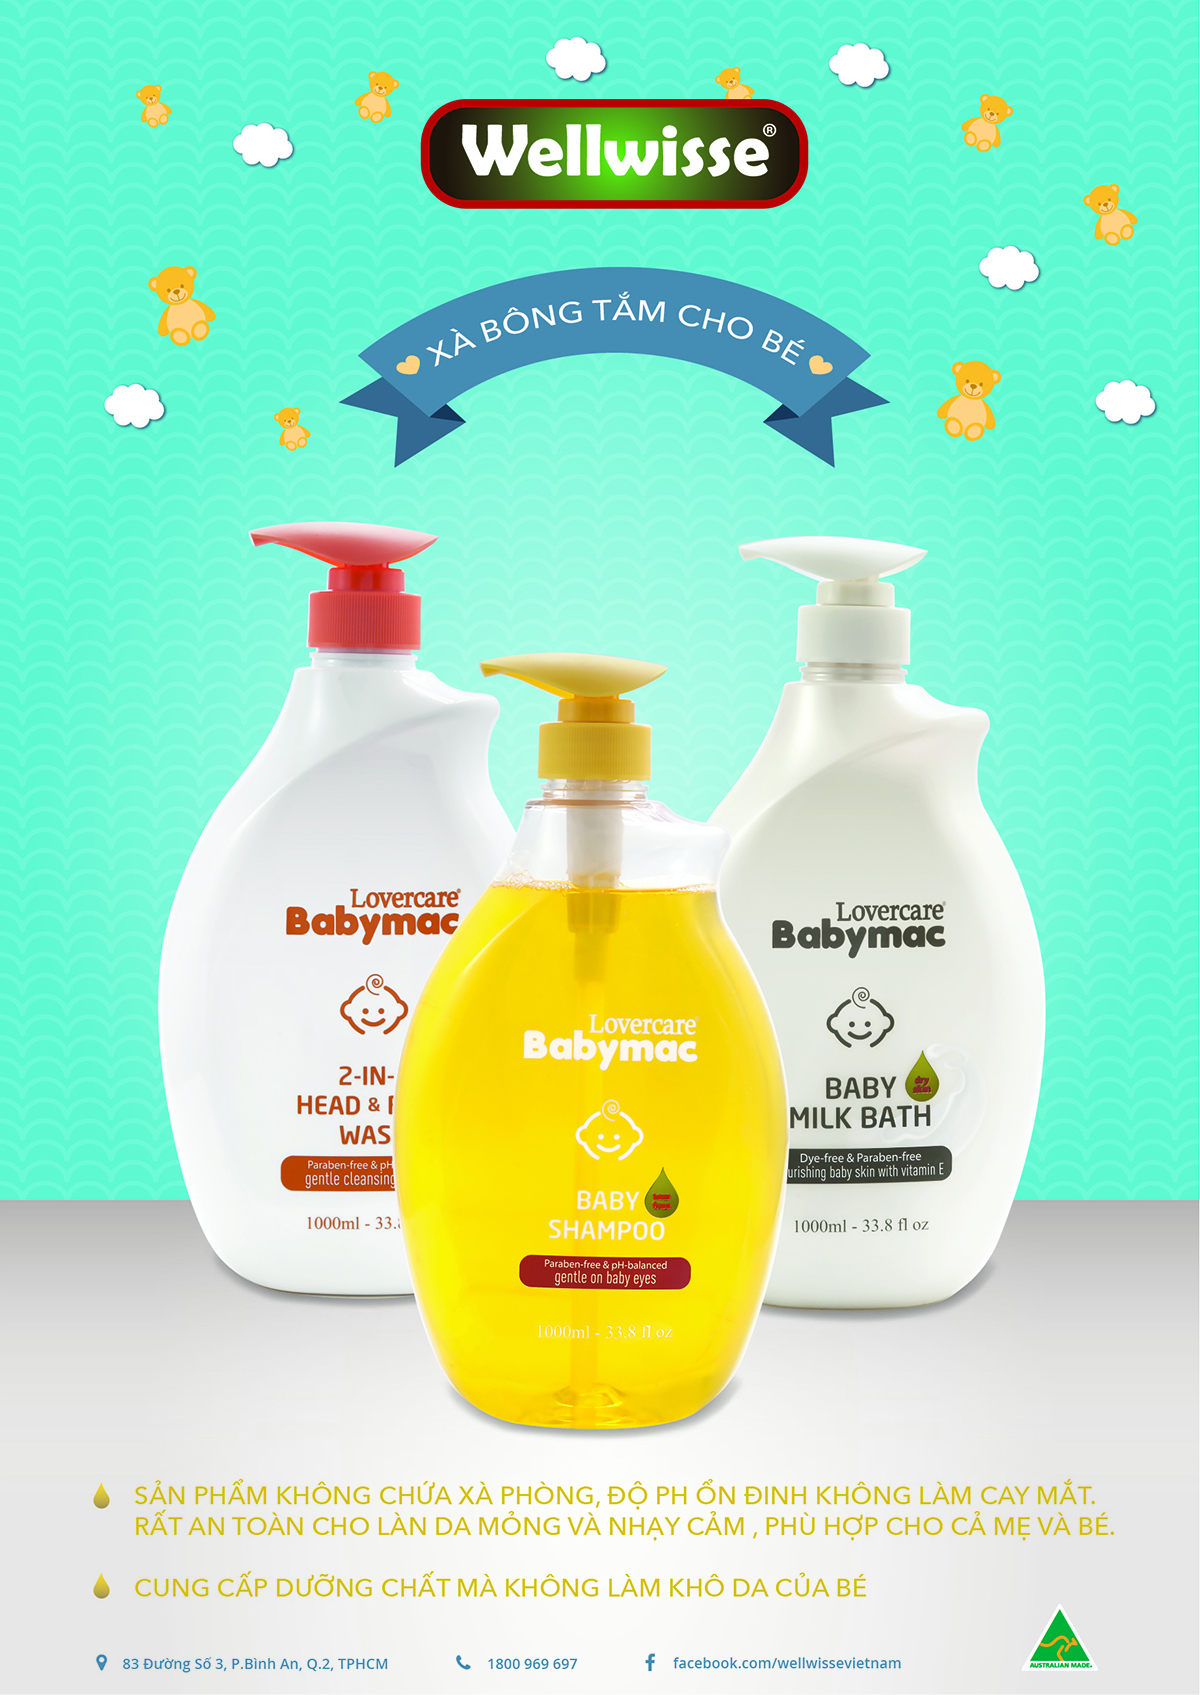 Wellwisse®
XÀ BÔNG TẮM CHO BÉ
Lovercare®
Babymac
2-IN-
HEAD &
WAS
Paraben-free & pH
gentle cleansing
1000ml - 33.8
Lovercare®
Babymac
BABY
SHAMPOO
Paraben-free & pH-balanced
gentle on baby eyes
1000ml - 33.8 fl oz
Lovercare®
Babymac
BABY
dry
skin
MILK BATH
Dye-free & Paraben-free
urishing baby skin with vitamin E
1000ml - 33.8 fl oz
SẢN PHẨM KHÔNG CHỨA XÀ PHÒNG, ĐỘ PH ỔN ĐINH KHÔNG LÀM CAY MẮT.
RẤT AN TOÀN CHO LÀN DA MỎNG VÀ NHẠY CẢM , PHÙ HỢP CHO CẢ MẸ VÀ BÉ.
CUNG CẤP DƯỠNG CHẤT MÀ KHÔNG LÀM KHÔ DA CỦA BÉ
83 Đường Số 3, P.Bình An, Q.2, TPHCM
1800 969 697
facebook.com/wellwissevietnam
AUSTRALIAN MADE